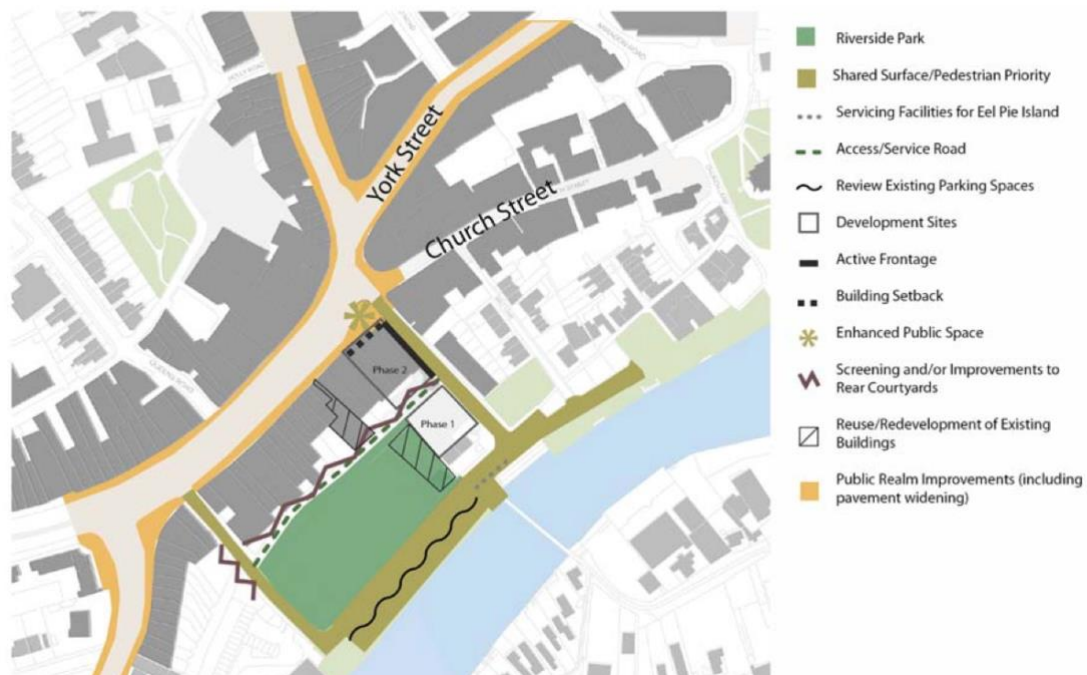 York Street
Church Street
Phase 2
Phase 1
Riverside Park
Shared Surface/Pedestrian Priority
Servicing Facilities for Eel Pie Island
Access/Service Road
Review Existing Parking Spaces
Development Sites
Active Frontage
Building Setback
Enhanced Public Space
Screening and/or Improvements to
Rear Courtyards
Reuse/Redevelopment of Existing
Buildings
Public Realm Improvements (including
pavement widening)